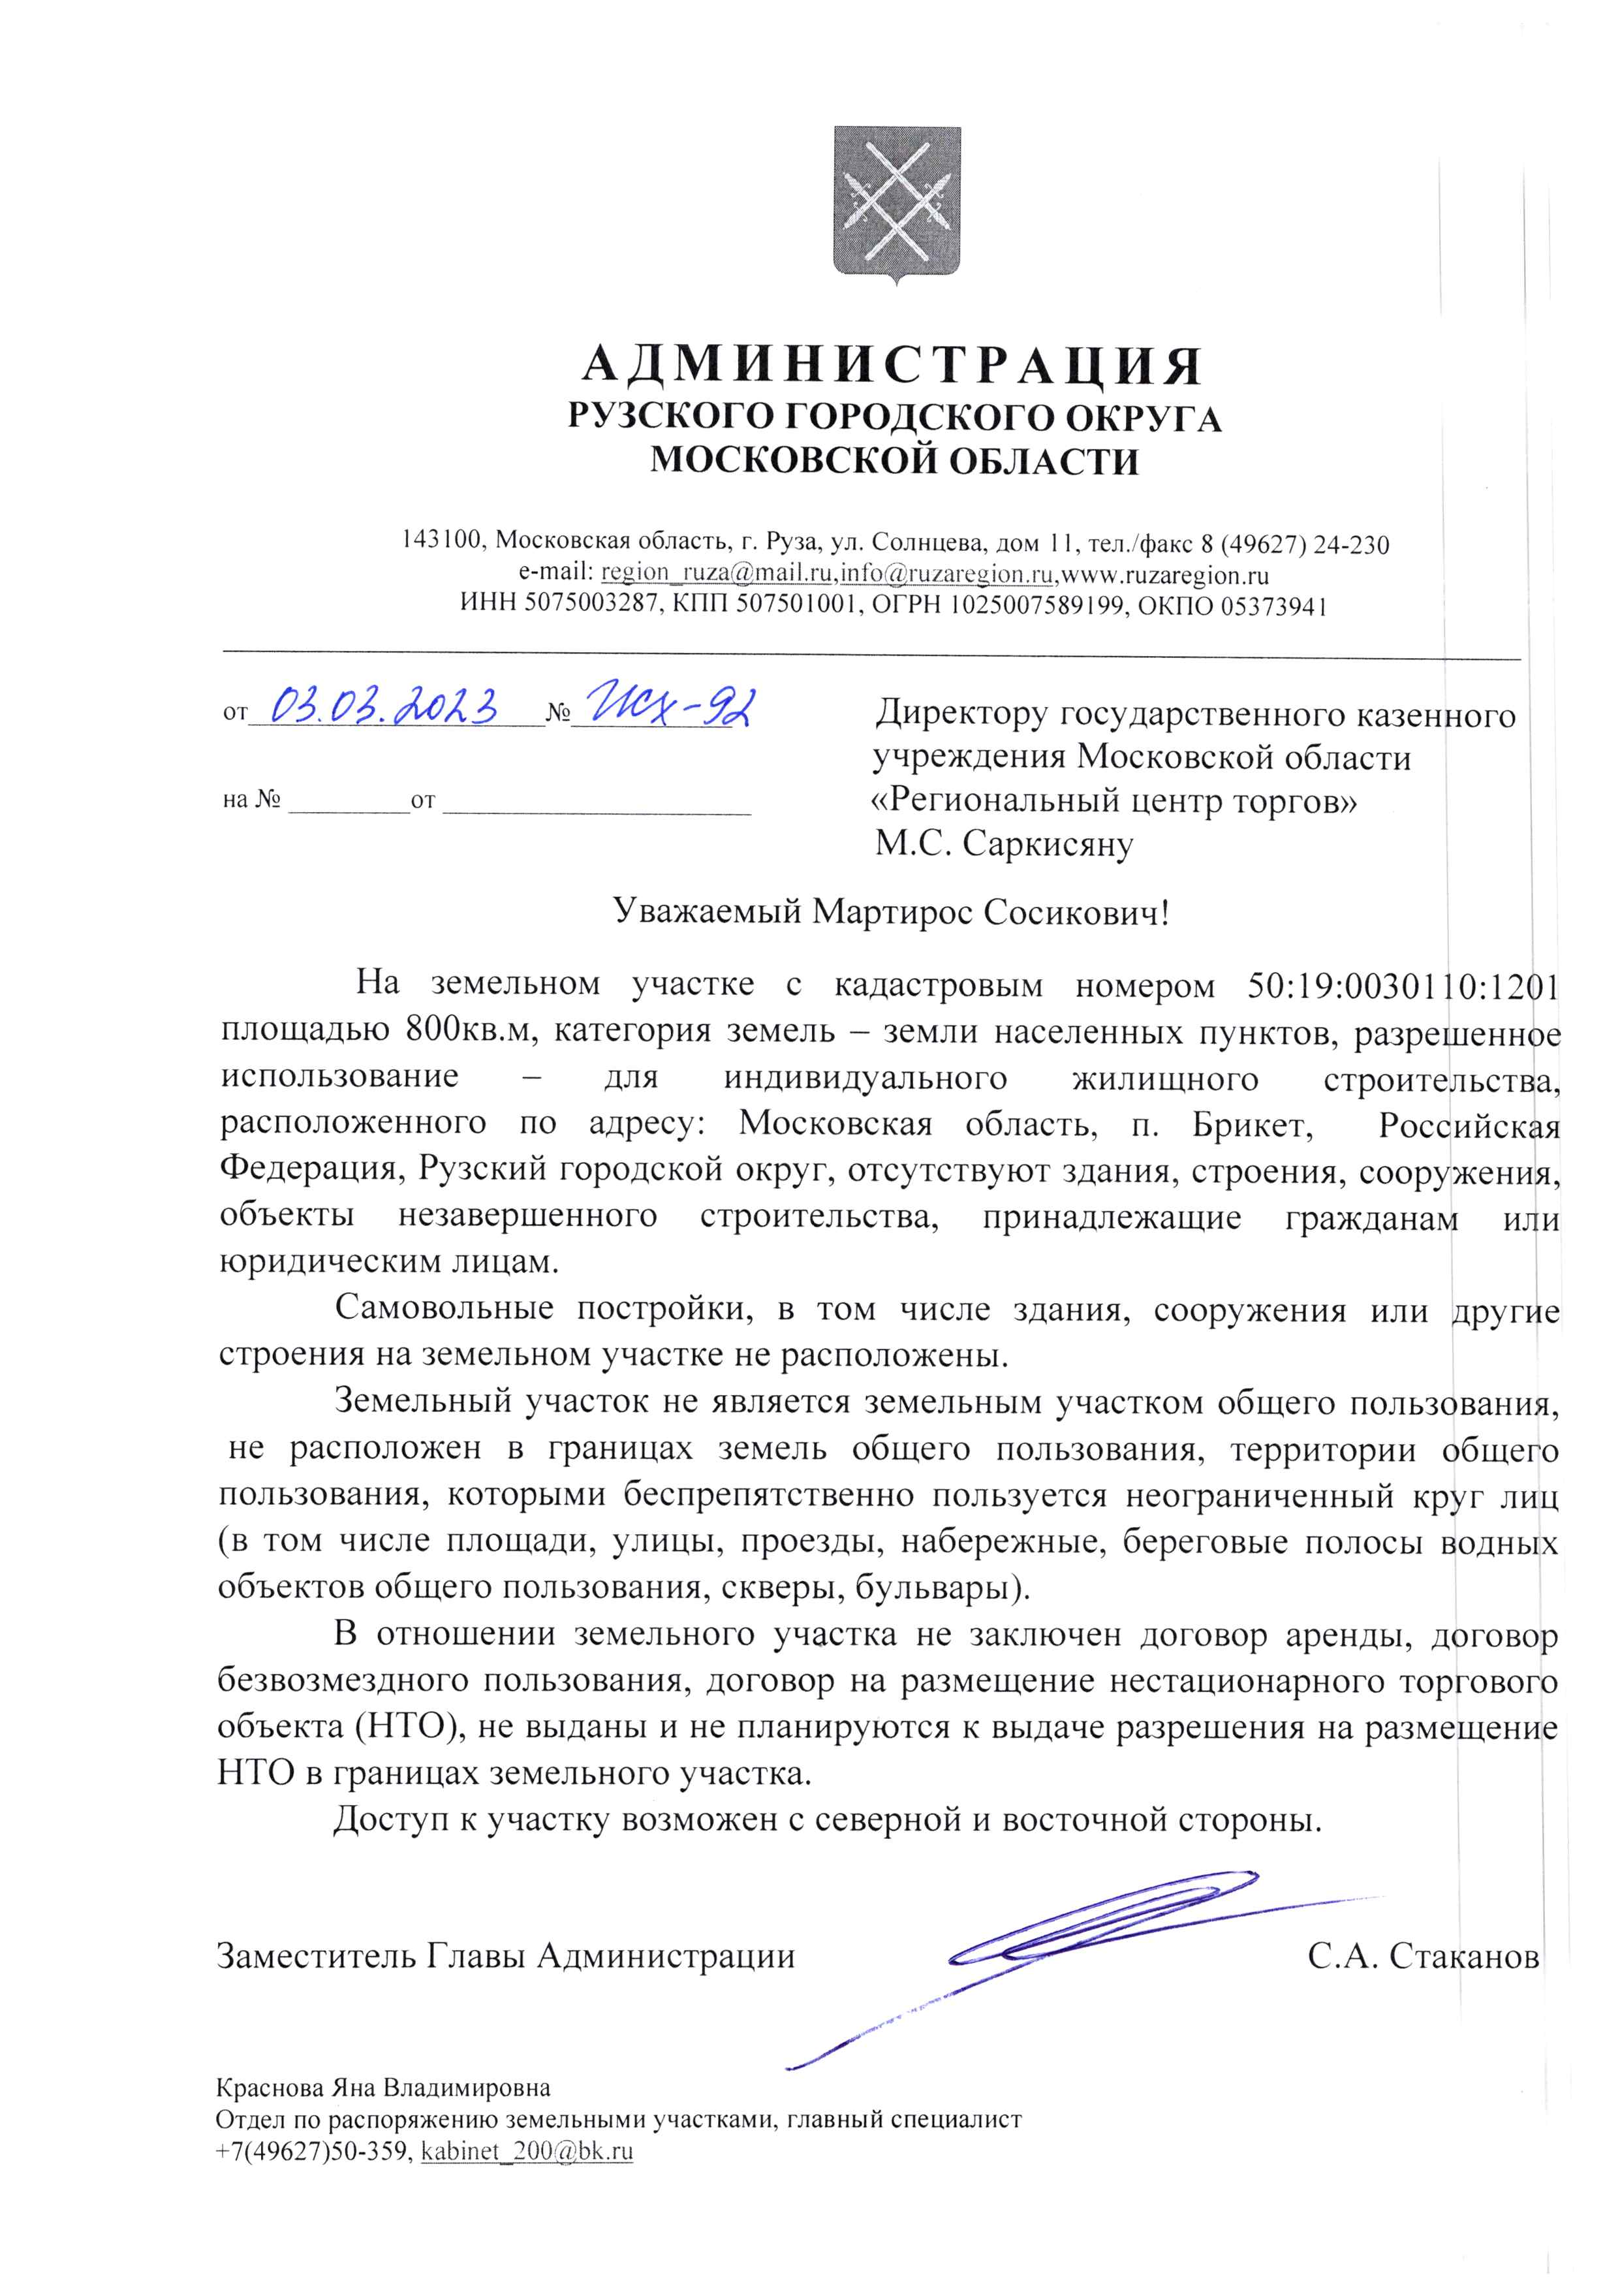 АДМИНИСТРАЦИЯ
РУЗСКОГО ГОРОДСКОГО ОКРУГА
МОСКОВСКОЙ ОБЛАСТИ
143100, Московская область, г. Руза, ул. Солнцева, дом 11, тел./факс 8 (49627) 24-230
e-mail: region_ruza@mail.ru,info@ruzaregion.ru,www.ruzaregion.ru
ИНН 5075003287, КПП 507501001, ОГРН 1025007589199, ОКПО 05373941
от 03.03.2023 № Исх-92
на № ________ от ____________________
Директору государственного казенного
учреждения Московской области
«Региональный центр торгов»
М.С. Саркисяну
Уважаемый Мартирос Сосикович!
На земельном участке с кадастровым номером 50:19:0030110:1201
площадью 800кв.м, категория земель – земли населенных пунктов, разрешенное
использование – для индивидуального жилищного строительства,
расположенного по адресу: Московская область, п. Брикет, Российская
Федерация, Рузский городской округ, отсутствуют здания, строения, сооружения,
объекты незавершенного строительства, принадлежащие гражданам или
юридическим лицам.
Самовольные постройки, в том числе здания, сооружения или другие
строения на земельном участке не расположены.
Земельный участок не является земельным участком общего пользования,
не расположен в границах земель общего пользования, территории общего
пользования, которыми беспрепятственно пользуется неограниченный круг лиц
(в том числе площади, улицы, проезды, набережные, береговые полосы водных
объектов общего пользования, скверы, бульвары).
В отношении земельного участка не заключен договор аренды, договор
безвозмездного пользования, договор на размещение нестационарного торгового
объекта (НТО), не выданы и не планируются к выдаче разрешения на размещение
НТО в границах земельного участка.
Доступ к участку возможен с северной и восточной стороны.
Заместитель Главы Администрации С.А. Стаканов
Краснова Яна Владимировна
Отдел по распоряжению земельными участками, главный специалист
+7(49627)50-359, kabinet_200@bk.ru